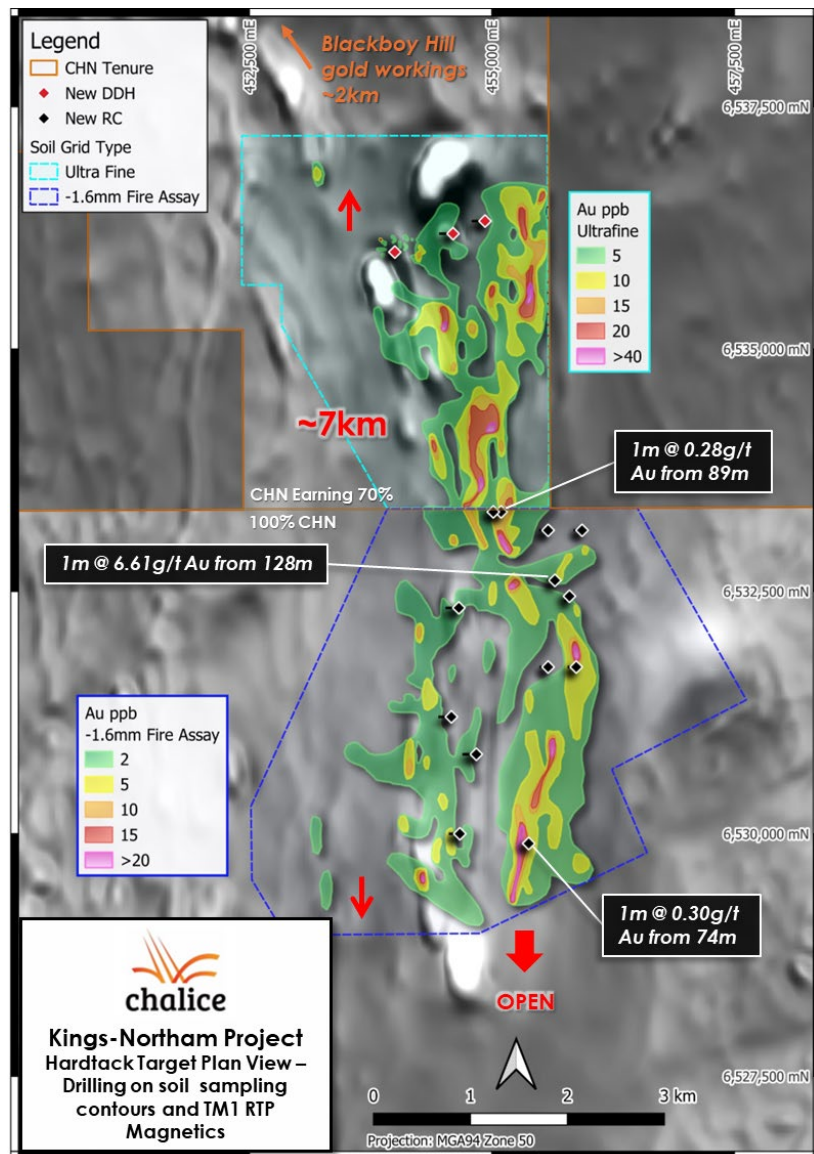 Legend
CHN Tenure
New DDH
New RC
Soil Grid Type
Ultra Fine
-1.6mm Fire Assay
452,500 mE
455,000 mE
457,500 mE
Blackboy Hill
gold workings
~2km
6,537,500 mN
Au ppb
Ultrafine
5
10
15
20
>40
6,535,000 mN
~7km
1m @ 0.28g/t
Au from 89m
CHN Earning 70%
100% CHN
1m @ 6.61g/t Au from 128m
6,532,500 mN
Au ppb
-1.6mm Fire Assay
2
5
10
15
>20
6,530,000 mN
1m @ 0.30g/t
Au from 74m
OPEN
chalice
Kings-Northam Project
Hardtack Target Plan View –
Drilling on soil sampling
contours and TM1 RTP
Magnetics
6,527,500 mN
0 1 2 3 km
Projection: MGA94 Zone 50